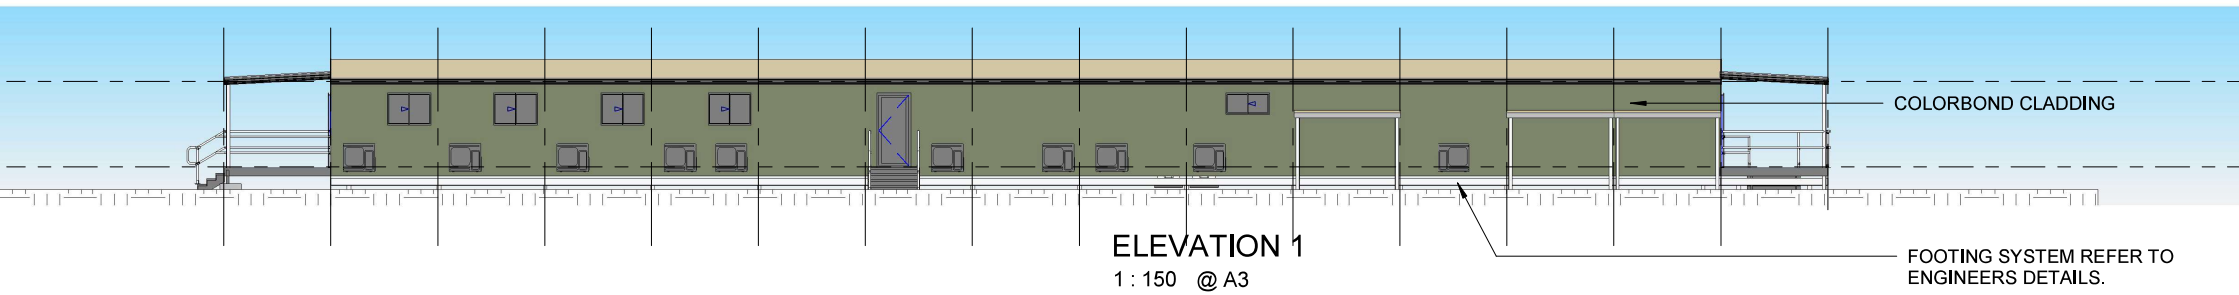 COLORBOND CLADDING
ELEVATION 1
1 : 150 @ A3
FOOTING SYSTEM REFER TO
ENGINEERS DETAILS.